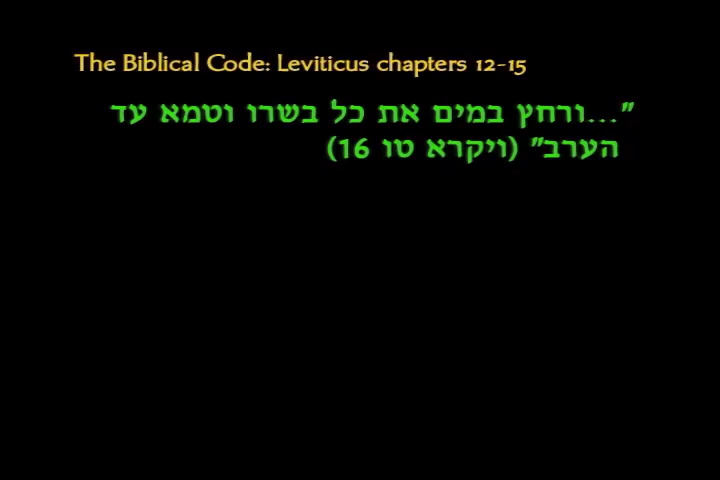 The Biblical Code: Leviticus chapters 12-15
"...ורחץ במים את כל בשרו וטמא עד
הערב" (ויקרא טו 16)